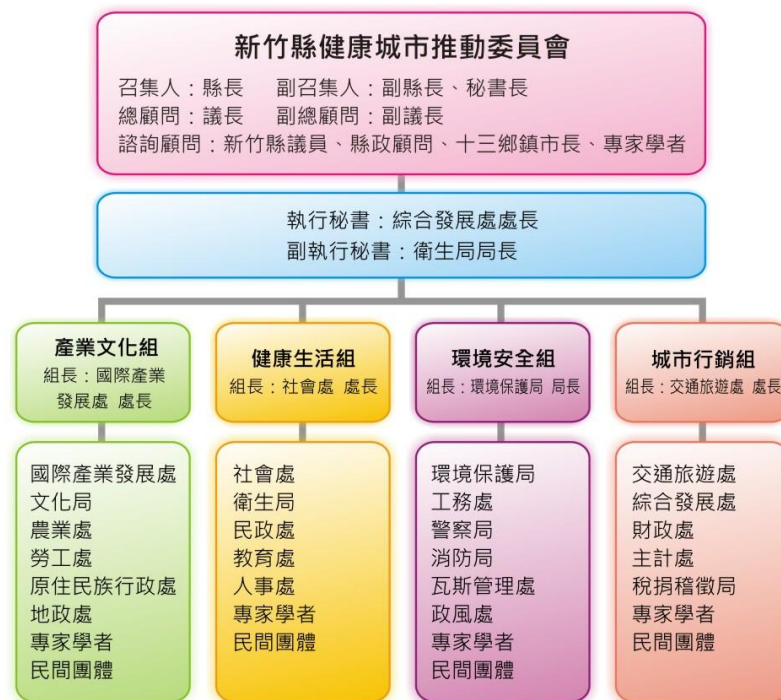 新竹縣健康城市推動委員會
召集人：縣長　副召集人：副縣長、秘書長
總顧問：議長　副總顧問：副議長
諮詢顧問：新竹縣議員、縣政顧問、十三鄉鎮市長、專家學者
執行秘書：綜合發展處處長
副執行秘書：衛生局局長
產業文化組
組長：國際產業
發展處 處長
國際產業發展處
文化局
農業處
勞工處
原住民族行政處
地政處
專家學者
民間團體
健康生活組
組長：社會處 處長
社會處
衛生局
民政處
教育處
人事處
專家學者
民間團體
環境安全組
組長：環境保護局 局長
環境保護局
工務處
警察局
消防局
瓦斯管理處
政風處
專家學者
民間團體
城市行銷組
組長：交通旅遊處 處長
交通旅遊處
綜合發展處
財政處
主計處
稅捐稽徵局
專家學者
民間團體